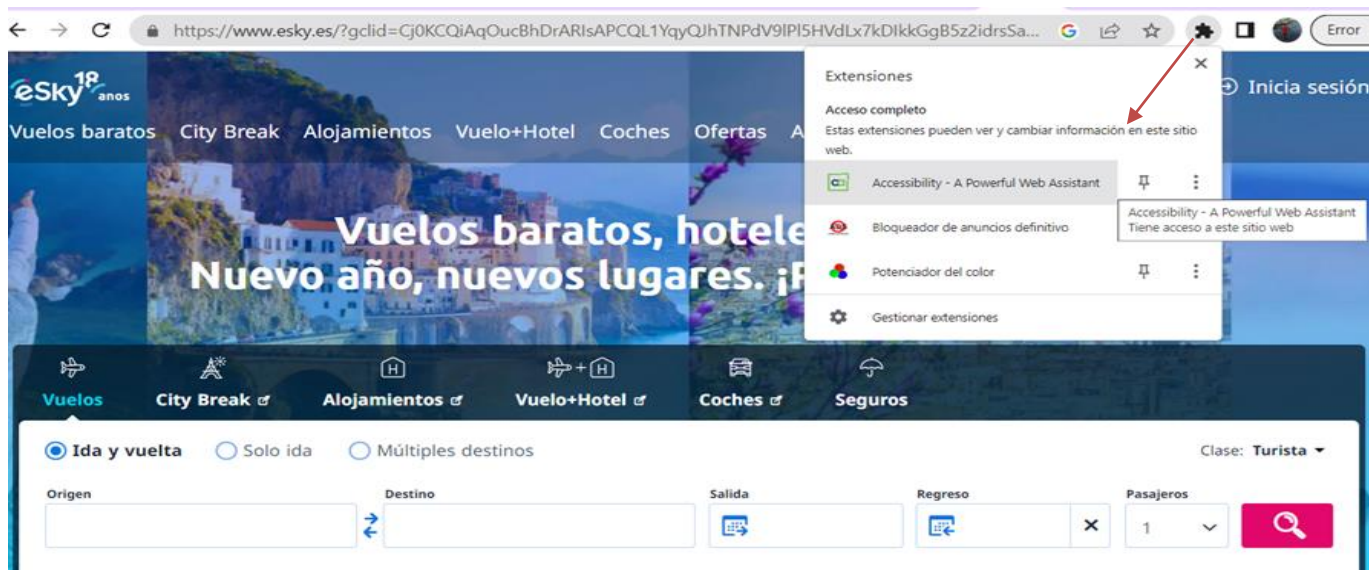 https://www.esky.es/?gclid=Cj0KCQiAqOucBhDrARIsAPCQL1YqyQJhTNPdV9lPl5HVdLx7kDIkkGgB5z2idrsSa...
Error
eSky 18 anos
Inicia sesión
Vuelos baratos City Break Alojamientos Vuelo+Hotel Coches Ofertas A
Extensiones
Acceso completo
Estas extensiones pueden ver y cambiar información en este sitio
web.
Accessibility - A Powerful Web Assistant
Accessibility - A Powerful Web Assistant
Tiene acceso a este sitio web
Bloqueador de anuncios definitivo
Potenciador del color
Gestionar extensiones
Vuelos baratos, hotele
Nuevo año, nuevos lugares. ¡P
Vuelos City Break Alojamientos Vuelo+Hotel Coches Seguros
Ida y vuelta Solo ida Múltiples destinos Clase: Turista
Origen Destino Salida Regreso Pasajeros
1